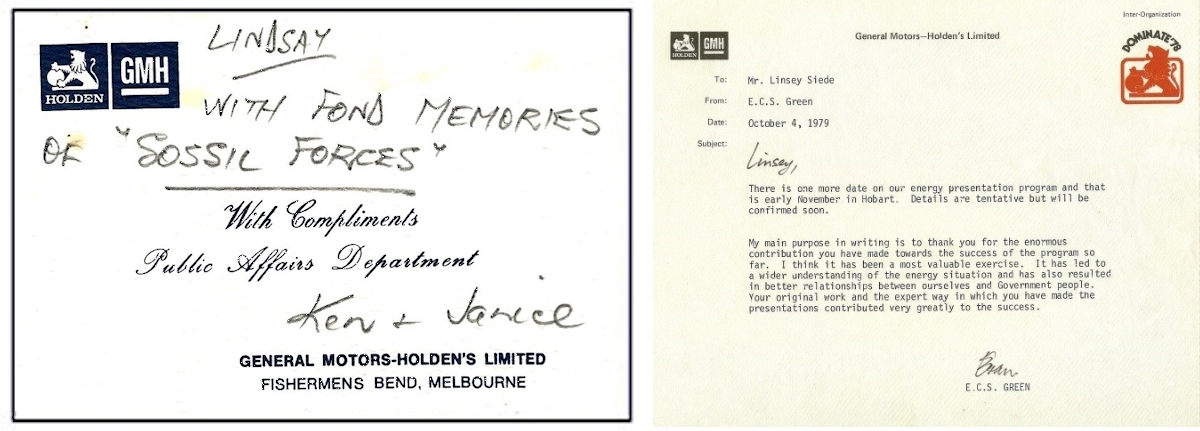 LINDSAY
HOLDEN
GMH
WITH FOND MEMORIES
OF "SOSSIL FORCES"
With Compliments
Public Affairs Department
Ken + Janice
GENERAL MOTORS-HOLDEN'S LIMITED
FISHERMENS BEND, MELBOURNE
Inter-Organization
HOLDEN
GMH
General Motors—Holden's Limited
DOMINATE '78
To: Mr. Linsey Siede
From: E.C.S. Green
Date: October 4, 1979
Subject:
Linsey,
There is one more date on our energy presentation program and that
is early November in Hobart. Details are tentative but will be
confirmed soon.
My main purpose in writing is to thank you for the enormous
contribution you have made towards the success of the program so
far. I think it has been a most valuable exercise. It has led to
a wider understanding of the energy situation and has also resulted
in better relationships between ourselves and Government people.
Your original work and the expert way in which you have made the
presentations contributed very greatly to the success.
E.C.S. GREEN